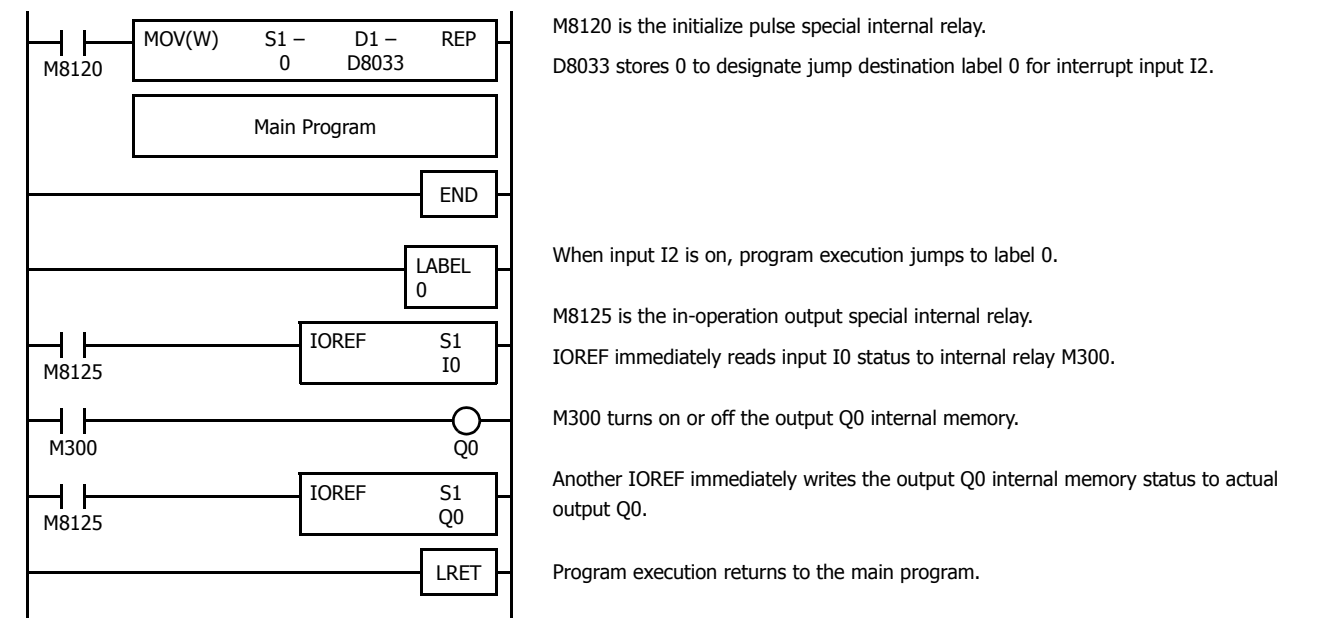 MOV(W) S1 – D1 – REP
0 D8033
M8120
M8120 is the initialize pulse special internal relay.
D8033 stores 0 to designate jump destination label 0 for interrupt input I2.
Main Program
END
LABEL
0
When input I2 is on, program execution jumps to label 0.
IOREF S1
I0
M8125
M8125 is the in-operation output special internal relay.
IOREF immediately reads input I0 status to internal relay M300.
M300
Q0
M300 turns on or off the output Q0 internal memory.
IOREF S1
Q0
M8125
Another IOREF immediately writes the output Q0 internal memory status to actual
output Q0.
LRET
Program execution returns to the main program.